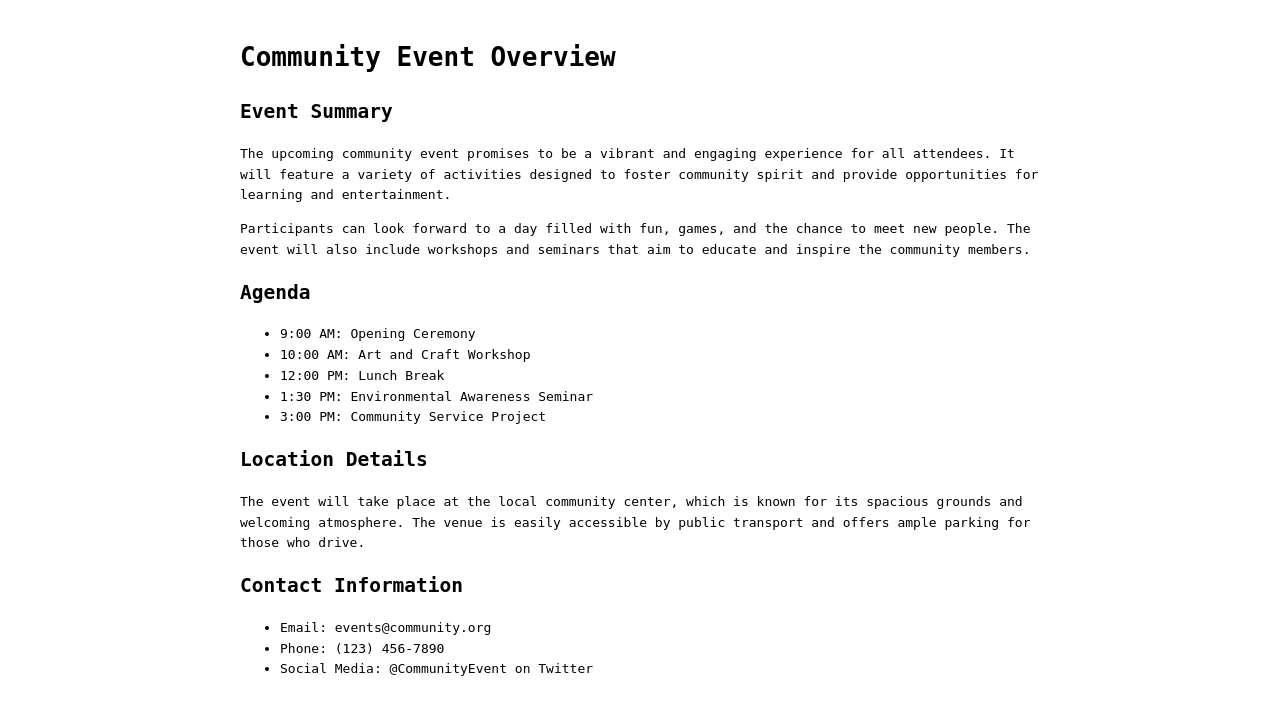 Community Event Overview
Event Summary
The upcoming community event promises to be a vibrant and engaging experience for all attendees. It
will feature a variety of activities designed to foster community spirit and provide opportunities for
learning and entertainment.
Participants can look forward to a day filled with fun, games, and the chance to meet new people. The
event will also include workshops and seminars that aim to educate and inspire the community members.
Agenda
• 9:00 AM: Opening Ceremony
• 10:00 AM: Art and Craft Workshop
• 12:00 PM: Lunch Break
• 1:30 PM: Environmental Awareness Seminar
• 3:00 PM: Community Service Project
Location Details
The event will take place at the local community center, which is known for its spacious grounds and
welcoming atmosphere. The venue is easily accessible by public transport and offers ample parking for
those who drive.
Contact Information
• Email: events@community.org
• Phone: (123) 456-7890
• Social Media: @CommunityEvent on Twitter